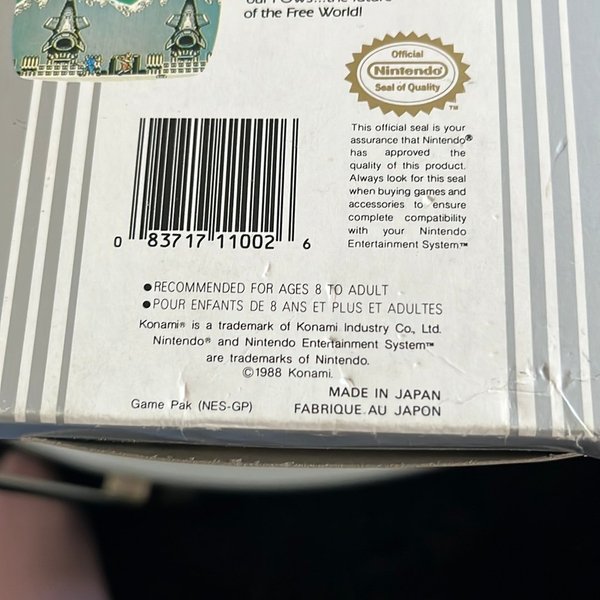 of the Free World!
Official
Nintendo®
Seal of Quality
TM
This official seal is your
assurance that Nintendo®
has approved the
quality of this product.
Always look for this seal
when buying games and
accessories to ensure
complete compatibility
with your Nintendo
Entertainment System.™
0 83717 11002 6
●RECOMMENDED FOR AGES 8 TO ADULT
●POUR ENFANTS DE 8 ANS ET PLUS ET ADULTES
Konami® is a trademark of Konami Industry Co., Ltd.
Nintendo® and Nintendo Entertainment System™
are trademarks of Nintendo.
©1988 Konami.
MADE IN JAPAN
Game Pak (NES-GP) FABRIQUE AU JAPON